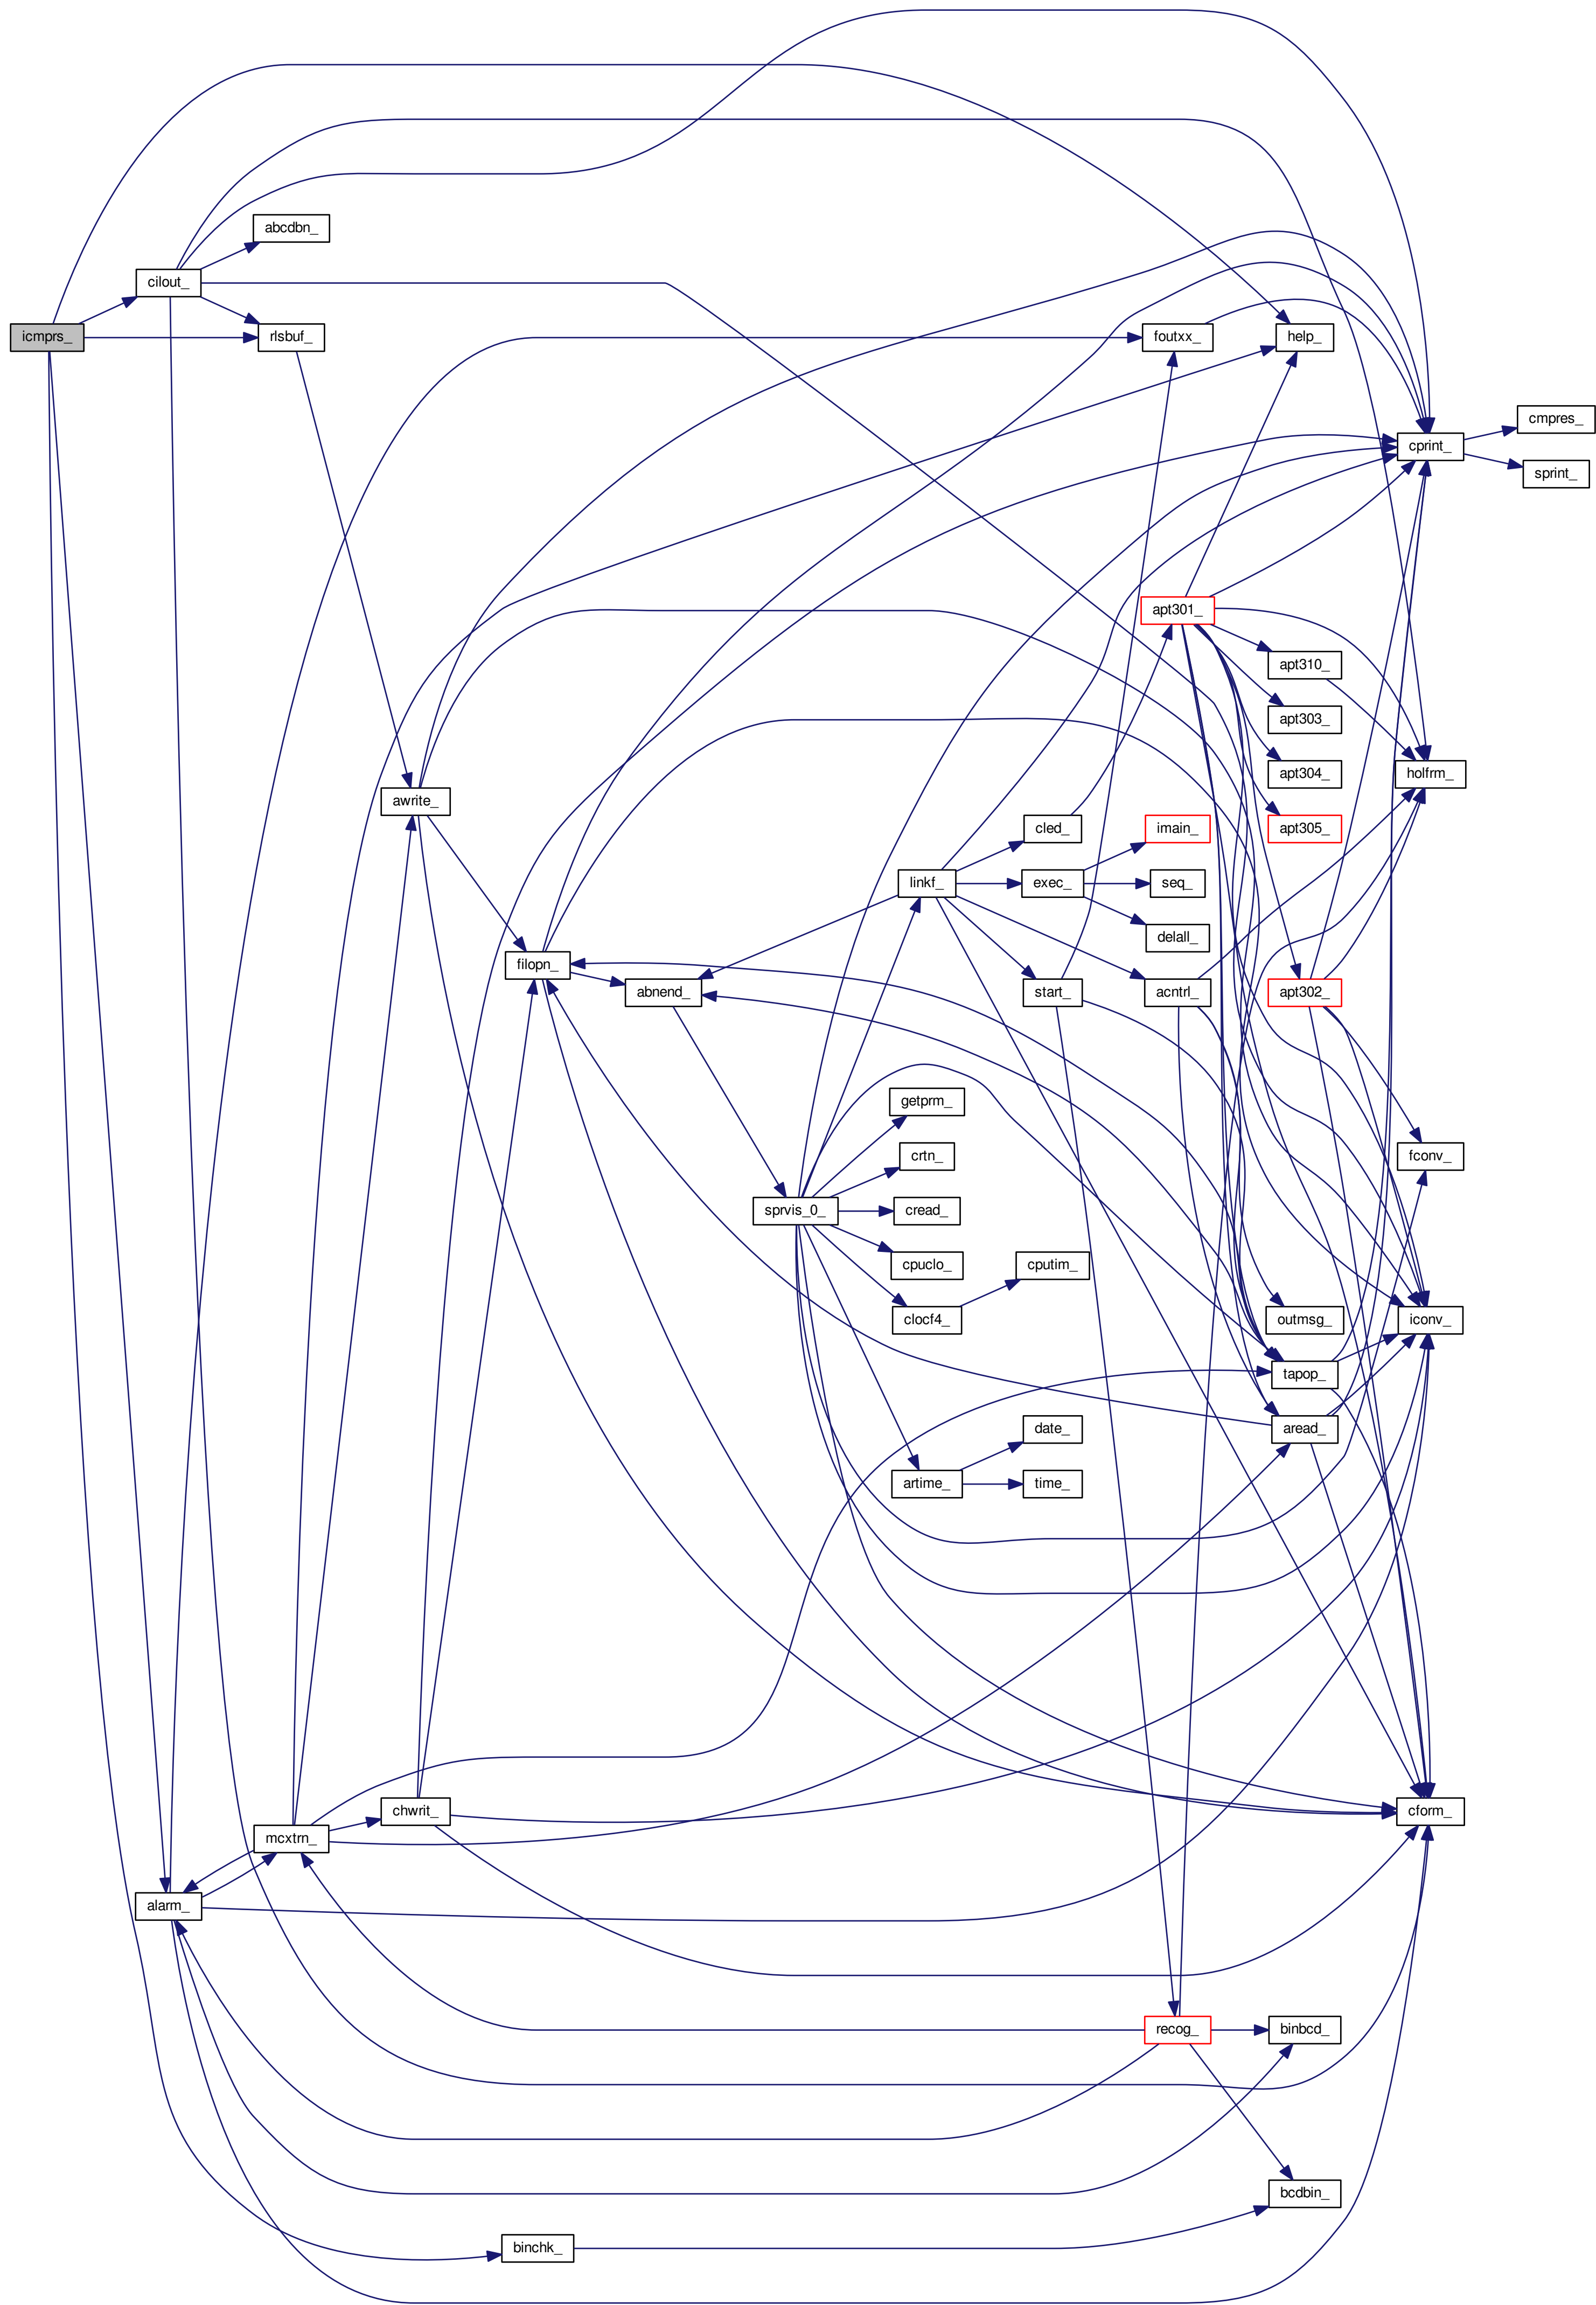 abcdbn_
cilout_
icmprs_
rlsbuf_
foutxx_
help_
cmpres_
cprint_
sprint_
apt301_
apt310_
apt303_
apt304_
holfrm_
awrite_
cled_
imain_
apt305_
linkf_
exec_
seq_
delall_
filopn_
abnend_
start_
acntrl_
apt302_
getprm_
crtn_
fconv_
sprvis_0_
cread_
cpuclo_
cputim_
clocf4_
outmsg_
iconv_
tapop_
aread_
date_
artime_
time_
chwrit_
cform_
mcxtrn_
alarm_
recog_
binbcd_
bcdbin_
binchk_